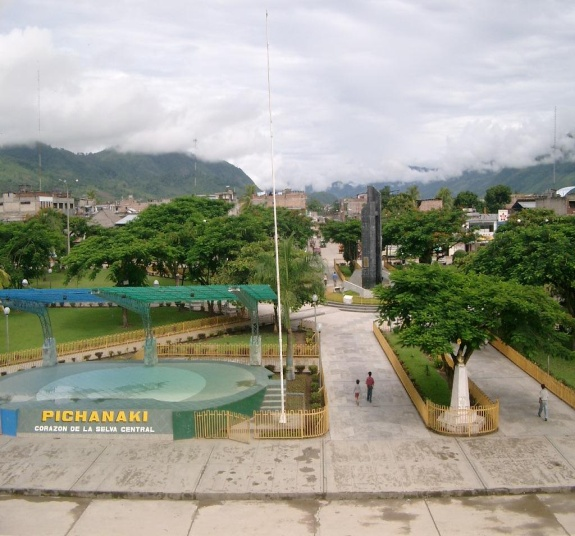 PICHANAKI
CORAZON DE LA SELVA CENTRAL